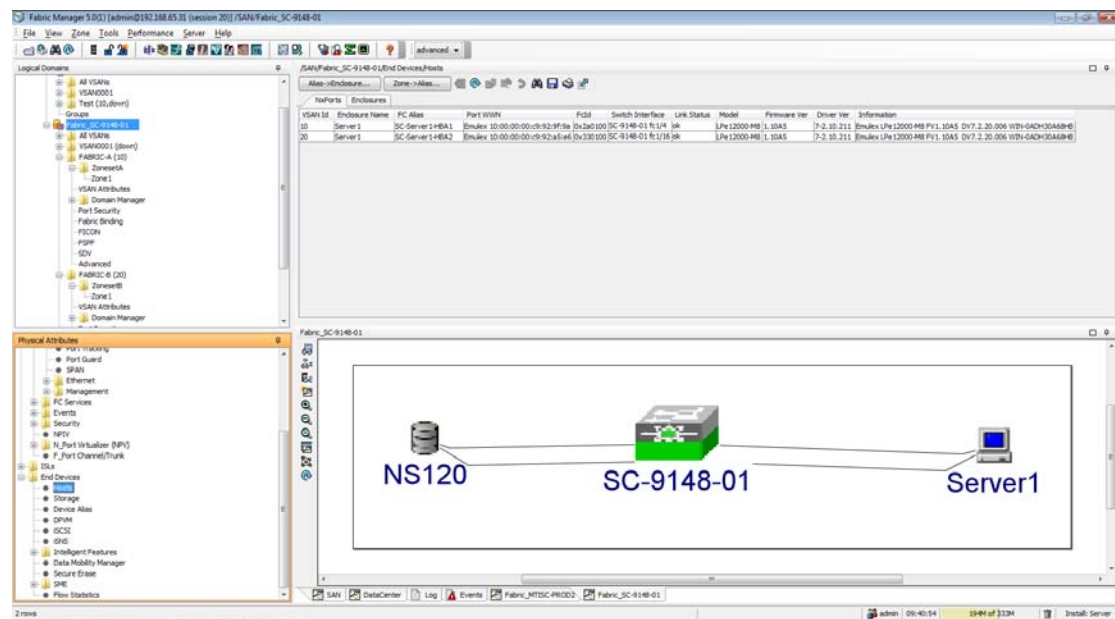 Fabric Manager 5.0(1) [admin@192.168.65.31 (session 20)] /SAN/Fabric_SC-9148-01
File View Zone Tools Performance Server Help
advanced
Logical Domains
All VSANs
VSAN0001
Test (10,down)
Groups
Fabric_SC-9148-01
All VSANs
VSAN0001 (down)
FABRIC-A (10)
ZonesetA
Zone1
VSAN Attributes
Domain Manager
Port Security
Fabric Binding
FICON
FSPF
SDV
Advanced
FABRIC-B (20)
ZonesetB
Zone1
VSAN Attributes
Domain Manager
/SAN/Fabric_SC-9148-01/End Devices/Hosts
Alias->Enclosure... Zone->Alias...
NxPorts Enclosures
VSAN Id Enclosure Name FC Alias Port WWN FcId Switch Interface Link Status Model Firmware Ver Driver Ver Information
10 Server1 SC-Server1-HBA1 Emulex 10:00:00:00:c9:92:9f:9a 0x2a0100 SC-9148-01 fc1/4 ok LPe12000-M8 1.10A5 7-2.10.211 Emulex LPe12000-M8 FV1.10A5 DV7.2.20.006 WIN-0ADH30A68HB
20 Server1 SC-Server1-HBA2 Emulex 10:00:00:00:c9:92:a5:e6 0x330100 SC-9148-01 fc1/16 ok LPe12000-M8 1.10A5 7-2.10.211 Emulex LPe12000-M8 FV1.10A5 DV7.2.20.006 WIN-0ADH30A68HB
Physical Attributes
Port Tracking
Port Guard
SPAN
Ethernet
Management
FC Services
Events
Security
NPIV
N_Port Virtualizer (NPV)
F_Port Channel/Trunk
ISLs
End Devices
Hosts
Storage
Device Alias
DPVM
iSCSI
iSNS
Intelligent Features
Data Mobility Manager
Secure Erase
SME
Flow Statistics
Fabric_SC-9148-01
NS120
SC-9148-01
Server1
SAN DataCenter Log Events Fabric_MTISC-PROD2 Fabric_SC-9148-01
2 rows
admin 09:40:54 194M of 333M Install: Server